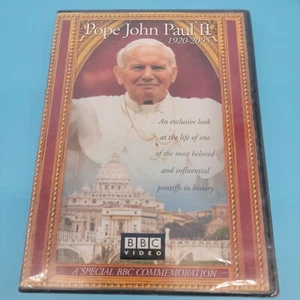 Pope John Paul II
1920-2005
An exclusive look
at the life of one
of the most beloved
and influential
pontiffs in history
BBC
VIDEO
A SPECIAL BBC COMMEMORATION